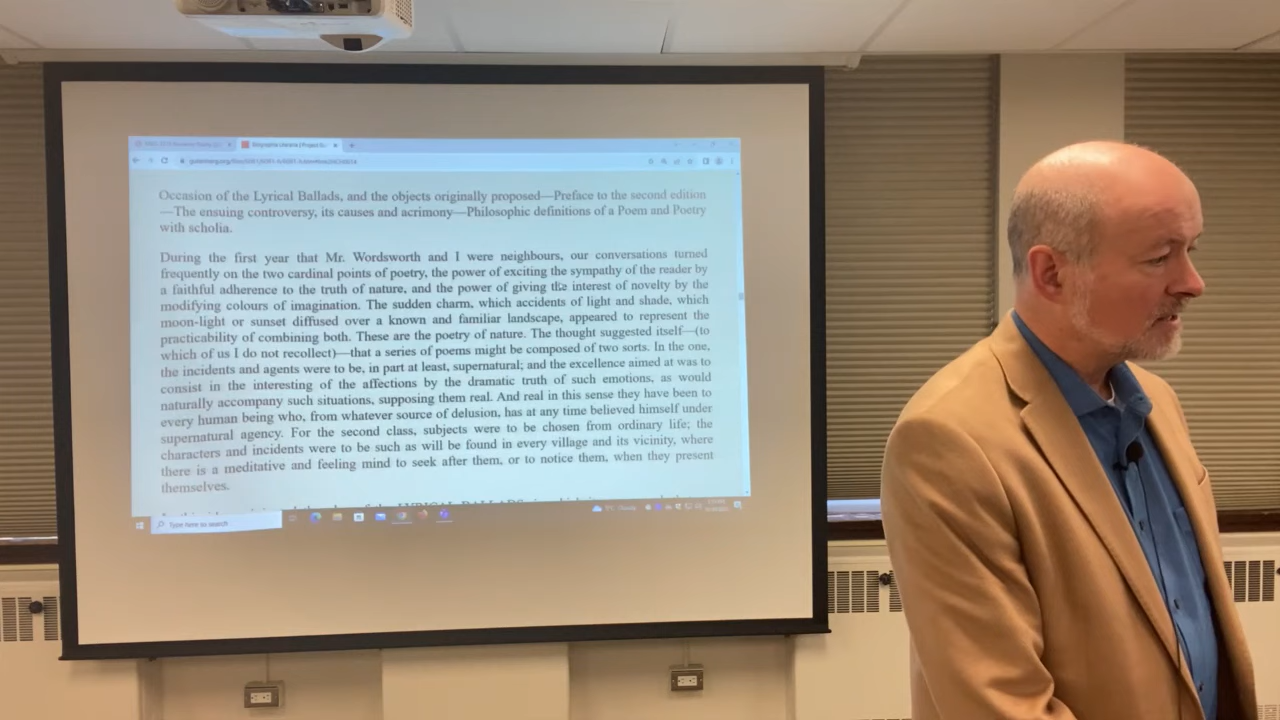 Biographia Literaria | Project Gu
Occasion of the Lyrical Ballads, and the objects originally proposed—Preface to the second edition
—The ensuing controversy, its causes and acrimony—Philosophic definitions of a Poem and Poetry
with scholia.
During the first year that Mr. Wordsworth and I were neighbours, our conversations turned
frequently on the two cardinal points of poetry, the power of exciting the sympathy of the reader by
a faithful adherence to the truth of nature, and the power of giving the interest of novelty by the
modifying colours of imagination. The sudden charm, which accidents of light and shade, which
moon-light or sunset diffused over a known and familiar landscape, appeared to represent the
practicability of combining both. These are the poetry of nature. The thought suggested itself—(to
which of us I do not recollect)—that a series of poems might be composed of two sorts. In the one,
the incidents and agents were to be, in part at least, supernatural; and the excellence aimed at was to
consist in the interesting of the affections by the dramatic truth of such emotions, as would
naturally accompany such situations, supposing them real. And real in this sense they have been to
every human being who, from whatever source of delusion, has at any time believed himself under
supernatural agency. For the second class, subjects were to be chosen from ordinary life; the
characters and incidents were to be such as will be found in every village and its vicinity, where
there is a meditative and feeling mind to seek after them, or to notice them, when they present
themselves.
LYRICAL BALLADS
Type here to search